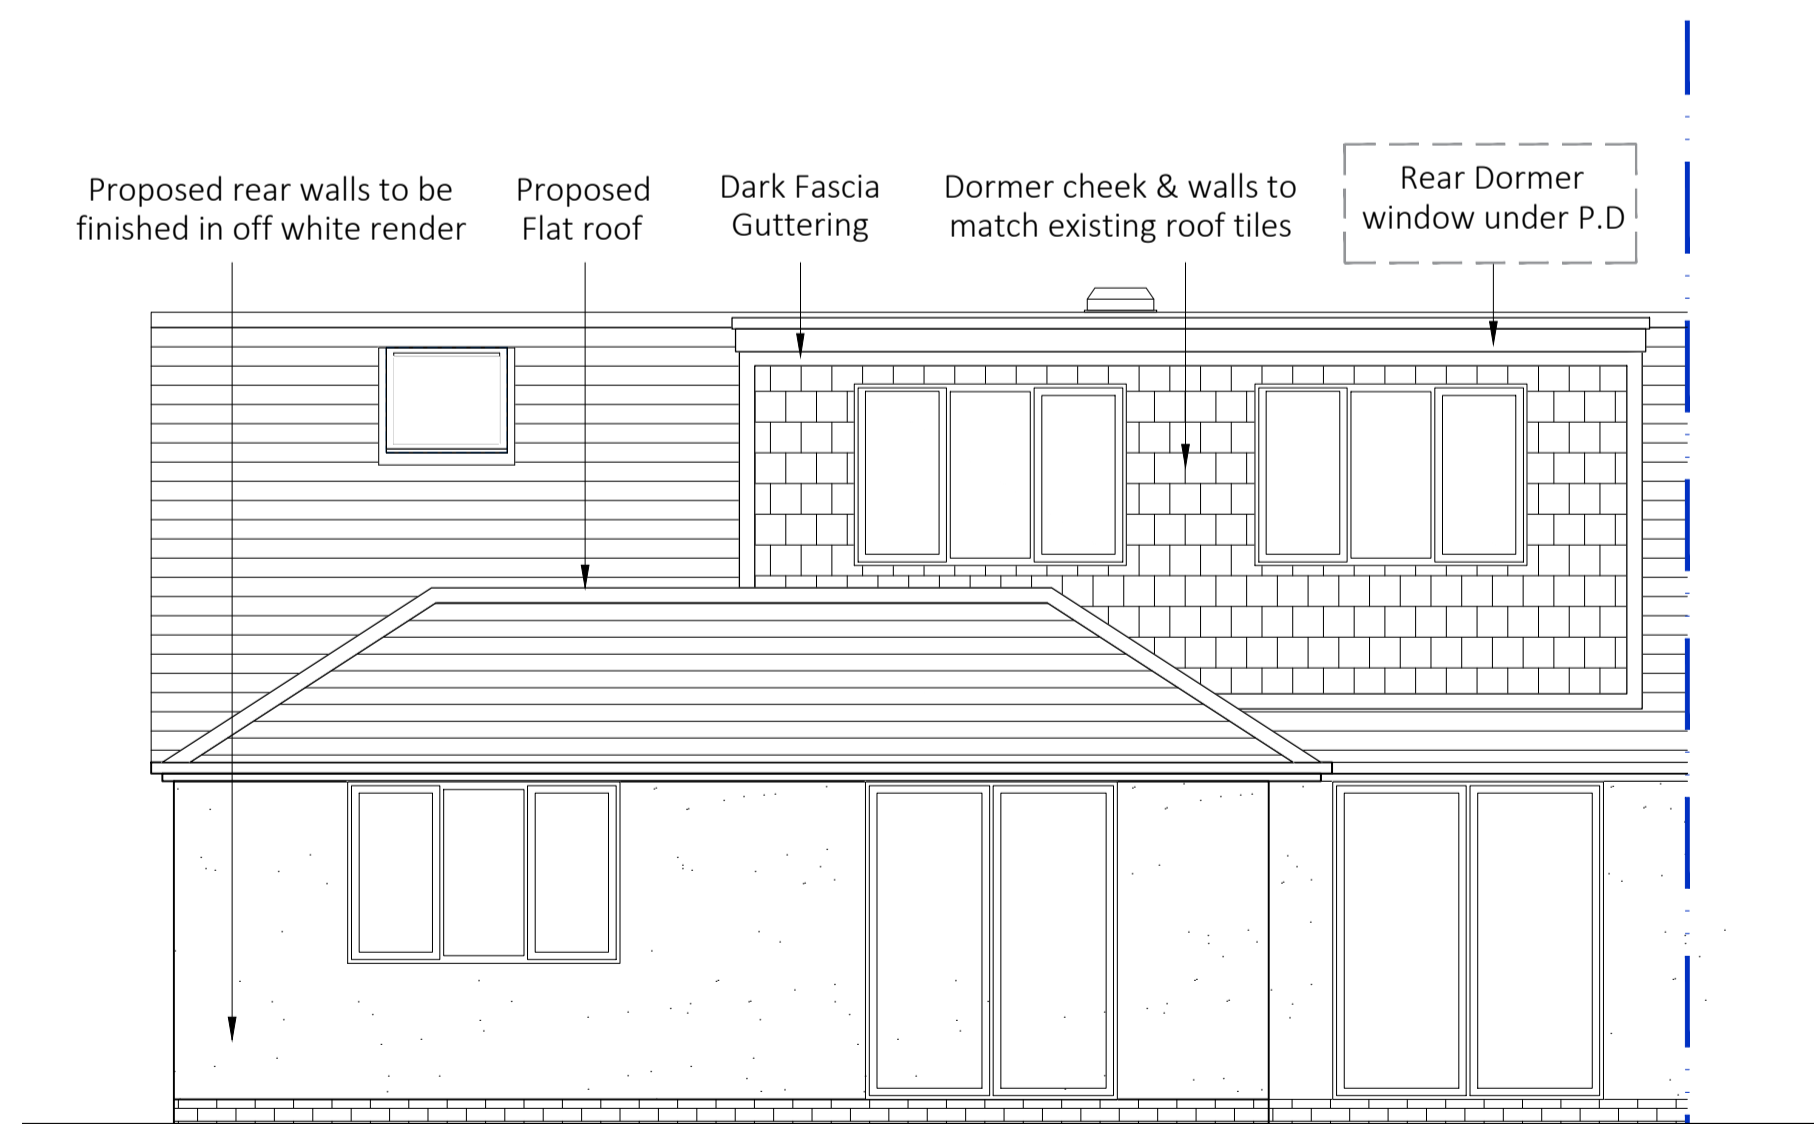 Proposed rear walls to be
finished in off white render
Proposed
Flat roof
Dark Fascia
Guttering
Dormer cheek & walls to
match existing roof tiles
Rear Dormer
window under P.D